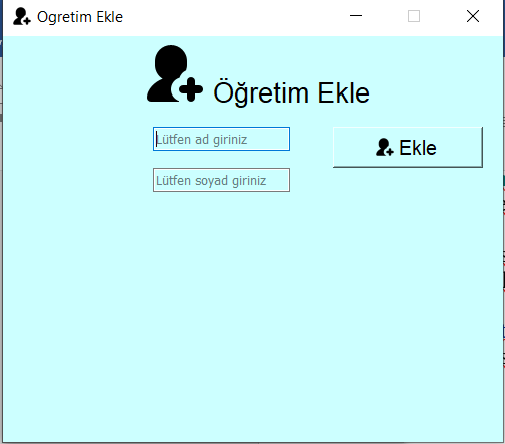 Ogretim Ekle
Öğretim Ekle
Lütfen ad giriniz
Ekle
Lütfen soyad giriniz